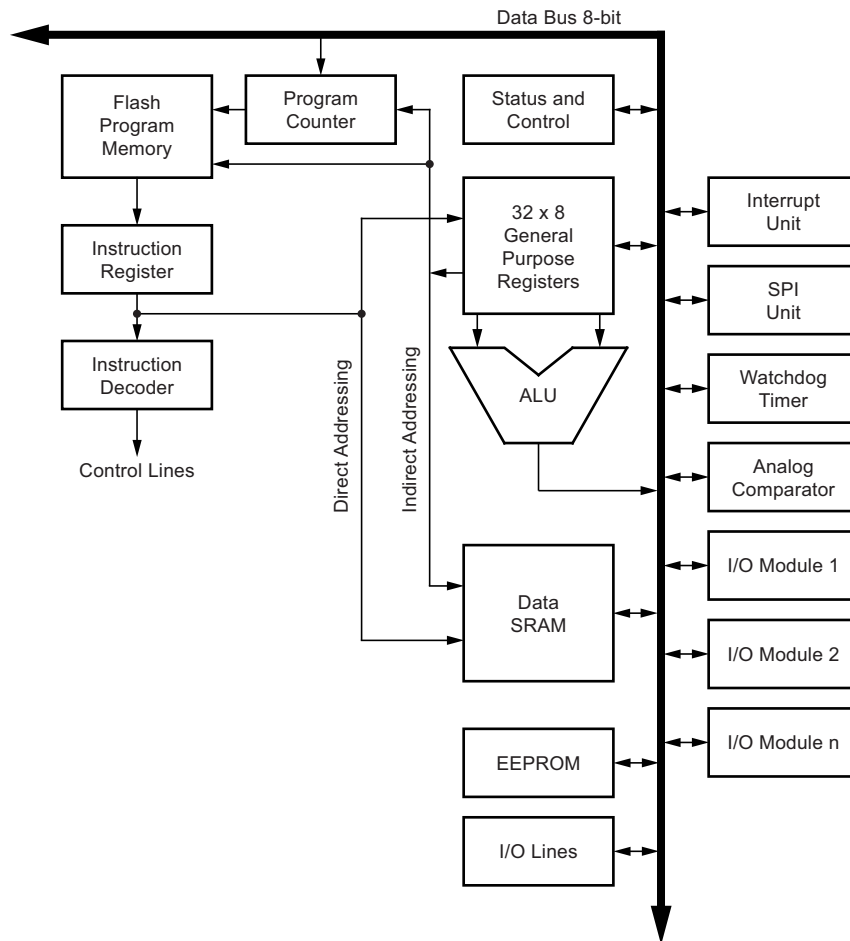 Data Bus 8-bit
Flash
Program
Memory
Program
Counter
Status and
Control
32 x 8
General
Purpose
Registers
Interrupt
Unit
Instruction
Register
SPI
Unit
Instruction
Decoder
ALU
Watchdog
Timer
Control Lines
Direct Addressing
Indirect Addressing
Analog
Comparator
Data
SRAM
I/O Module 1
I/O Module 2
I/O Module n
EEPROM
I/O Lines